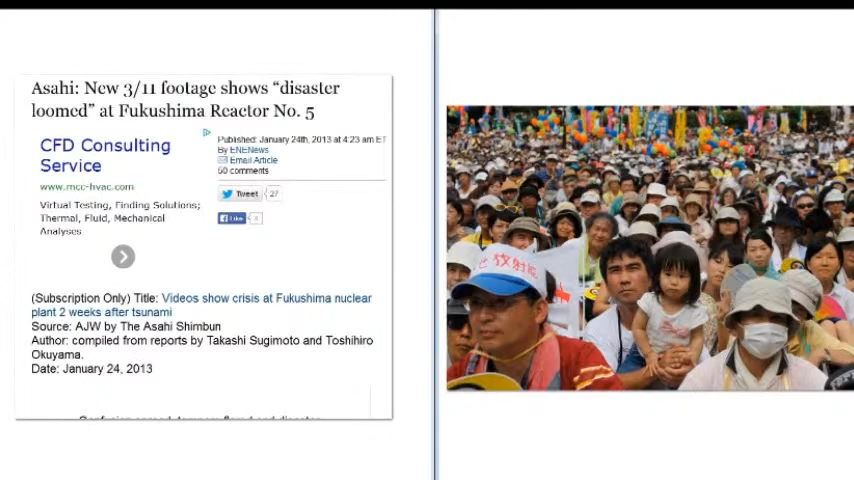 Asahi: New 3/11 footage shows “disaster
loomed” at Fukushima Reactor No. 5
CFD Consulting
Service
www.mcc-hvac.com
Virtual Testing, Finding Solutions;
Thermal, Fluid, Mechanical
Analyses
Published: January 24th, 2013 at 4:23 am ET
By ENENews
Email Article
50 comments
Tweet 27
Like
(Subscription Only) Title: Videos show crisis at Fukushima nuclear
plant 2 weeks after tsunami
Source: AJW by The Asahi Shimbun
Author: compiled from reports by Takashi Sugimoto and Toshihiro
Okuyama.
Date: January 24, 2013
放射能